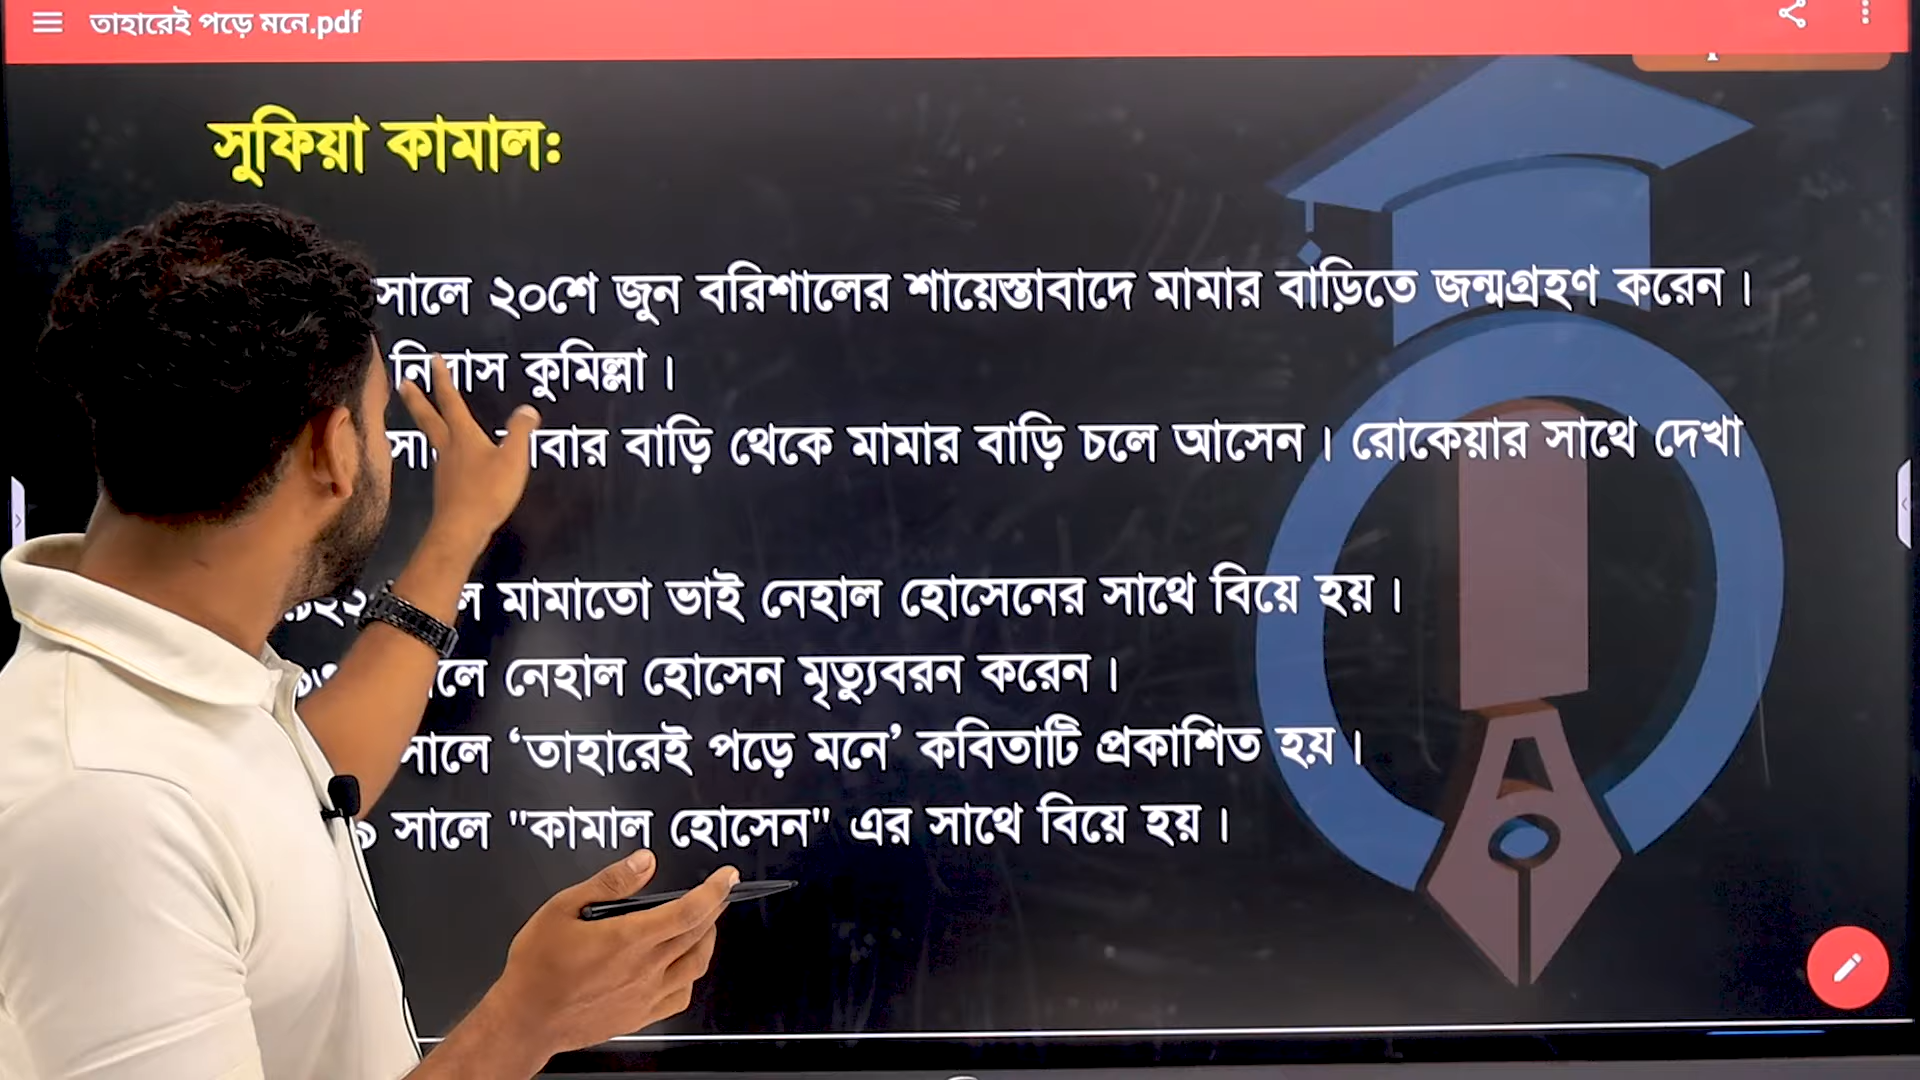 তাহারেই পড়ে মনে.pdf
সুফিয়া কামালঃ
সালে ২০শে জুন বরিশালের শায়েস্তাবাদে মামার বাড়িতে জন্মগ্রহণ করেন।
কুমিল্লা।
বাড়ি থেকে মামার বাড়ি চলে আসেন। রোকেয়ার সাথে দেখা
মামাতো ভাই নেহাল হোসেনের সাথে বিয়ে হয়।
নেহাল হোসেন মৃত্যুবরন করেন।
সালে ‘তাহারেই পড়ে মনে’ কবিতাটি প্রকাশিত হয়।
সালে "কামাল হোসেন" এর সাথে বিয়ে হয়।